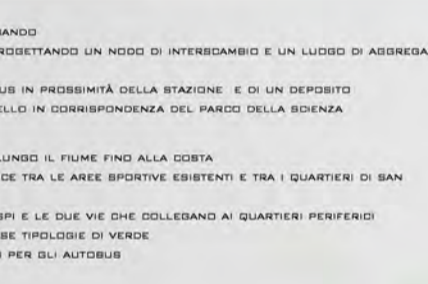 ANDO
ROGETTANDO UN NODO DI INTERSCAMBIO E UN LUOGO DI AGGREGA
US IN PROSSIMITÀ DELLA STAZIONE E DI UN DEPOSITO
ELLO IN CORRISPONDENZA DEL PARCO DELLA SCIENZA
LUNGO IL FIUME FINO ALLA COSTA
CE TRA LE AREE SPORTIVE ESISTENTI E TRA I QUARTIERI DI SAN
SPI E LE DUE VIE CHE COLLEGANO AI QUARTIERI PERIFERICI
SE TIPOLOGIE DI VERDE
I PER GLI AUTOBUS